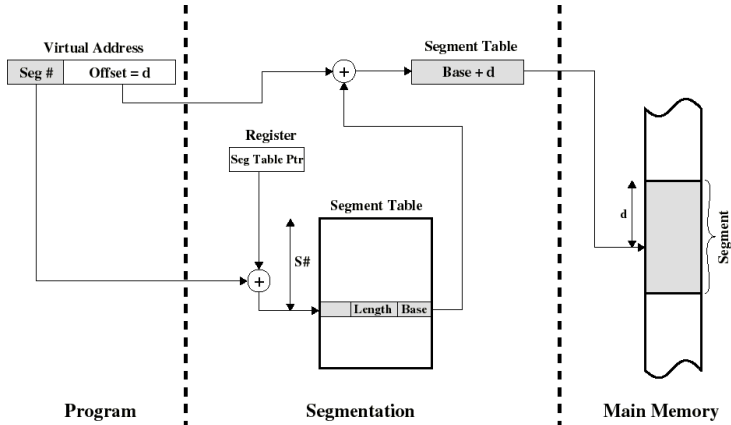 Virtual Address
Seg #
Offset = d
+
Segment Table
Base + d
Register
Seg Table Ptr
Segment Table
S#
+
Length
Base
d
Segment
Program
Segmentation
Main Memory